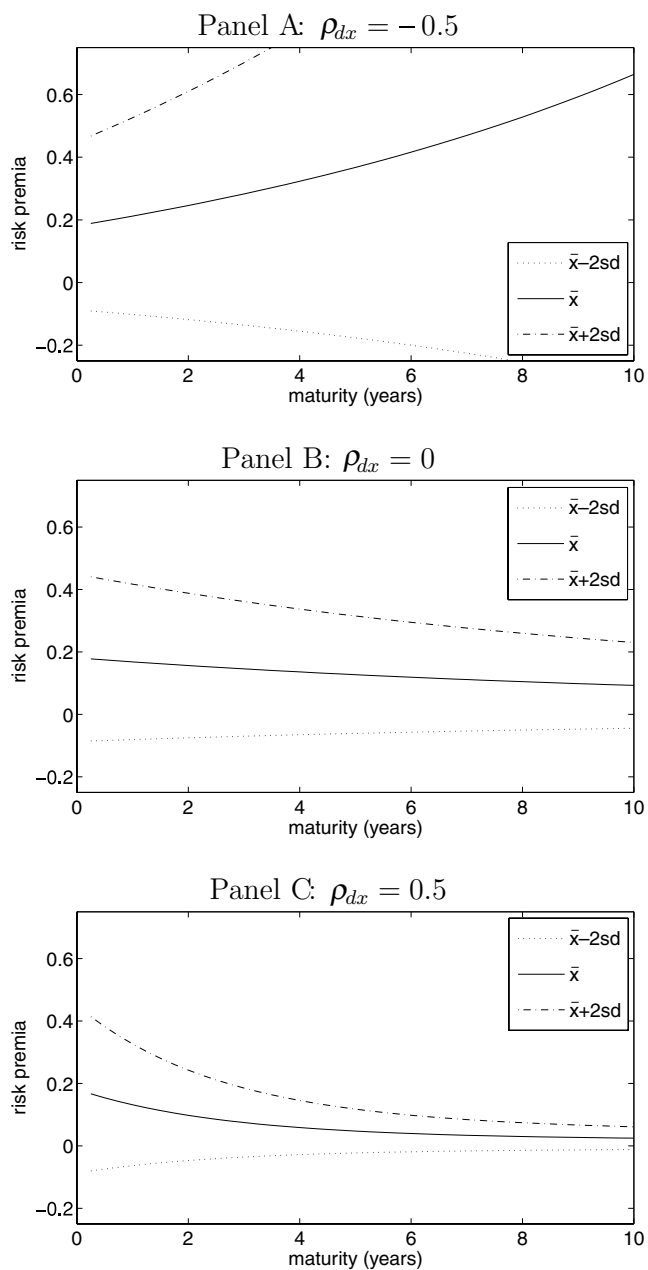 Panel A: ρdx = −0.5
0.6
0.4
0.2
0
−0.2
risk premia
x̄−2sd
x̄
x̄+2sd
0 2 4 6 8 10
maturity (years)
Panel B: ρdx = 0
0.6
0.4
0.2
0
−0.2
risk premia
x̄−2sd
x̄
x̄+2sd
0 2 4 6 8 10
maturity (years)
Panel C: ρdx = 0.5
0.6
0.4
0.2
0
−0.2
risk premia
x̄−2sd
x̄
x̄+2sd
0 2 4 6 8 10
maturity (years)